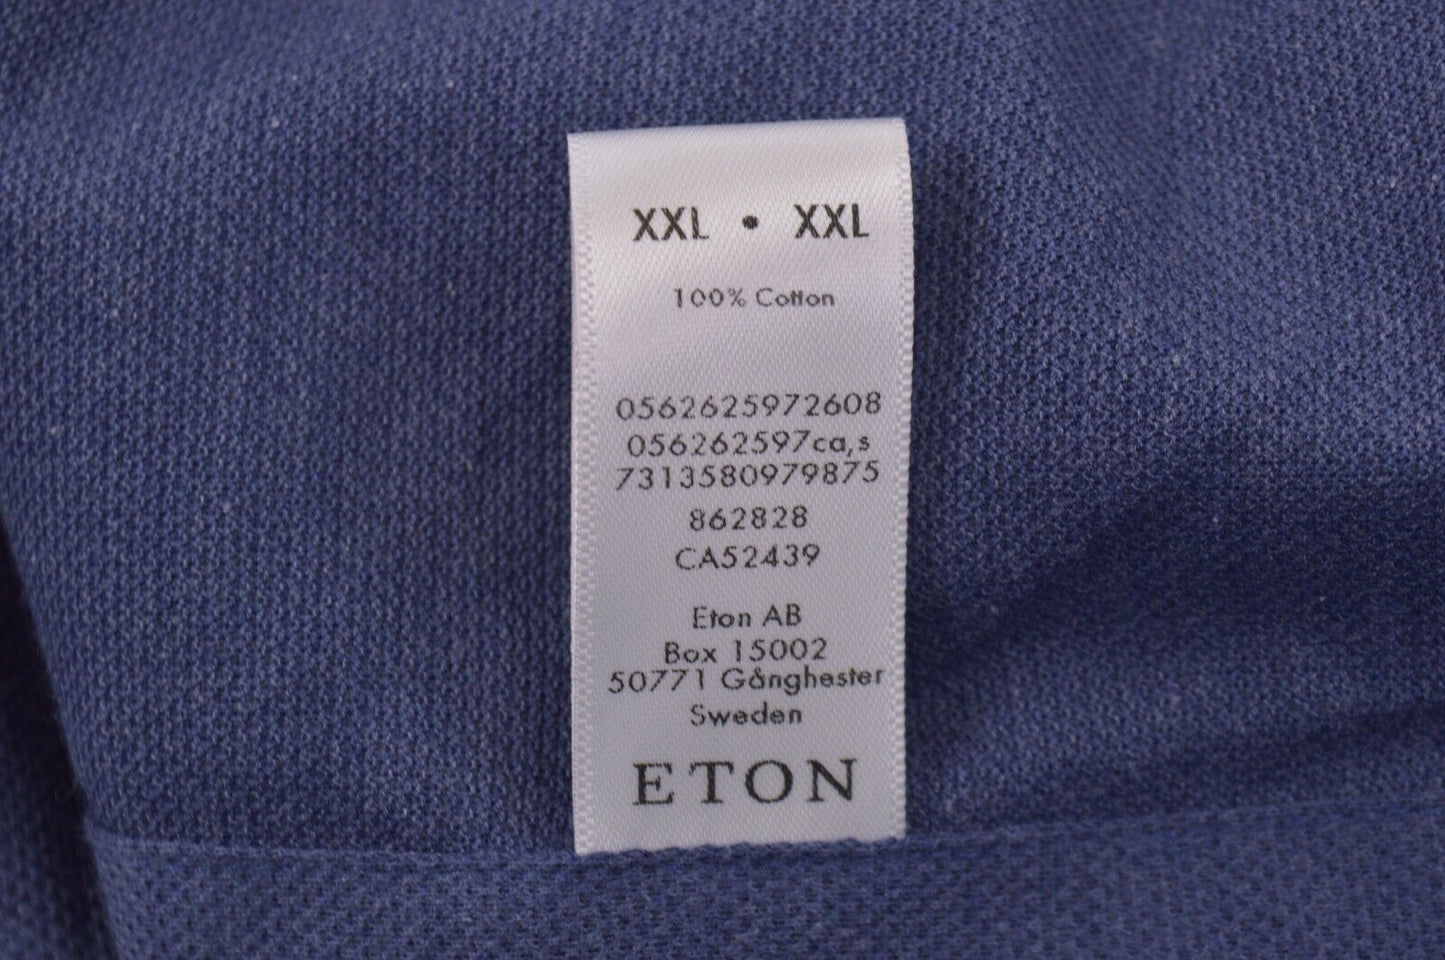 XXL • XXL
100% Cotton
0562625972608
056262597ca,s
7313580979875
862828
CA52439
Eton AB
Box 15002
50771 Gånghester
Sweden
ETON